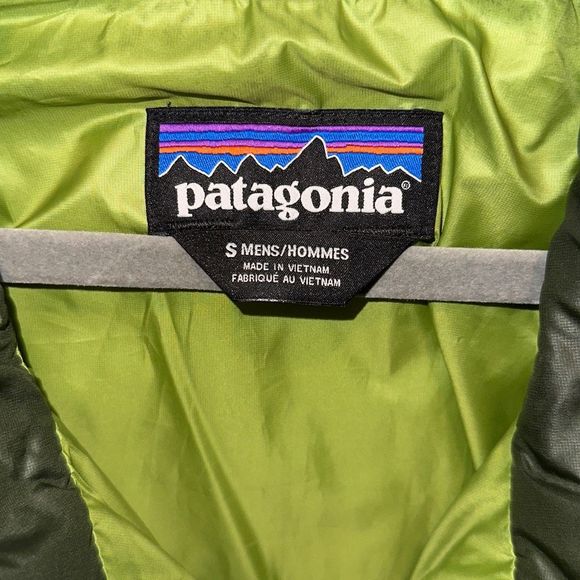 patagonia®
S MENS/HOMMES
MADE IN VIETNAM
FABRIQUÉ AU VIETNAM